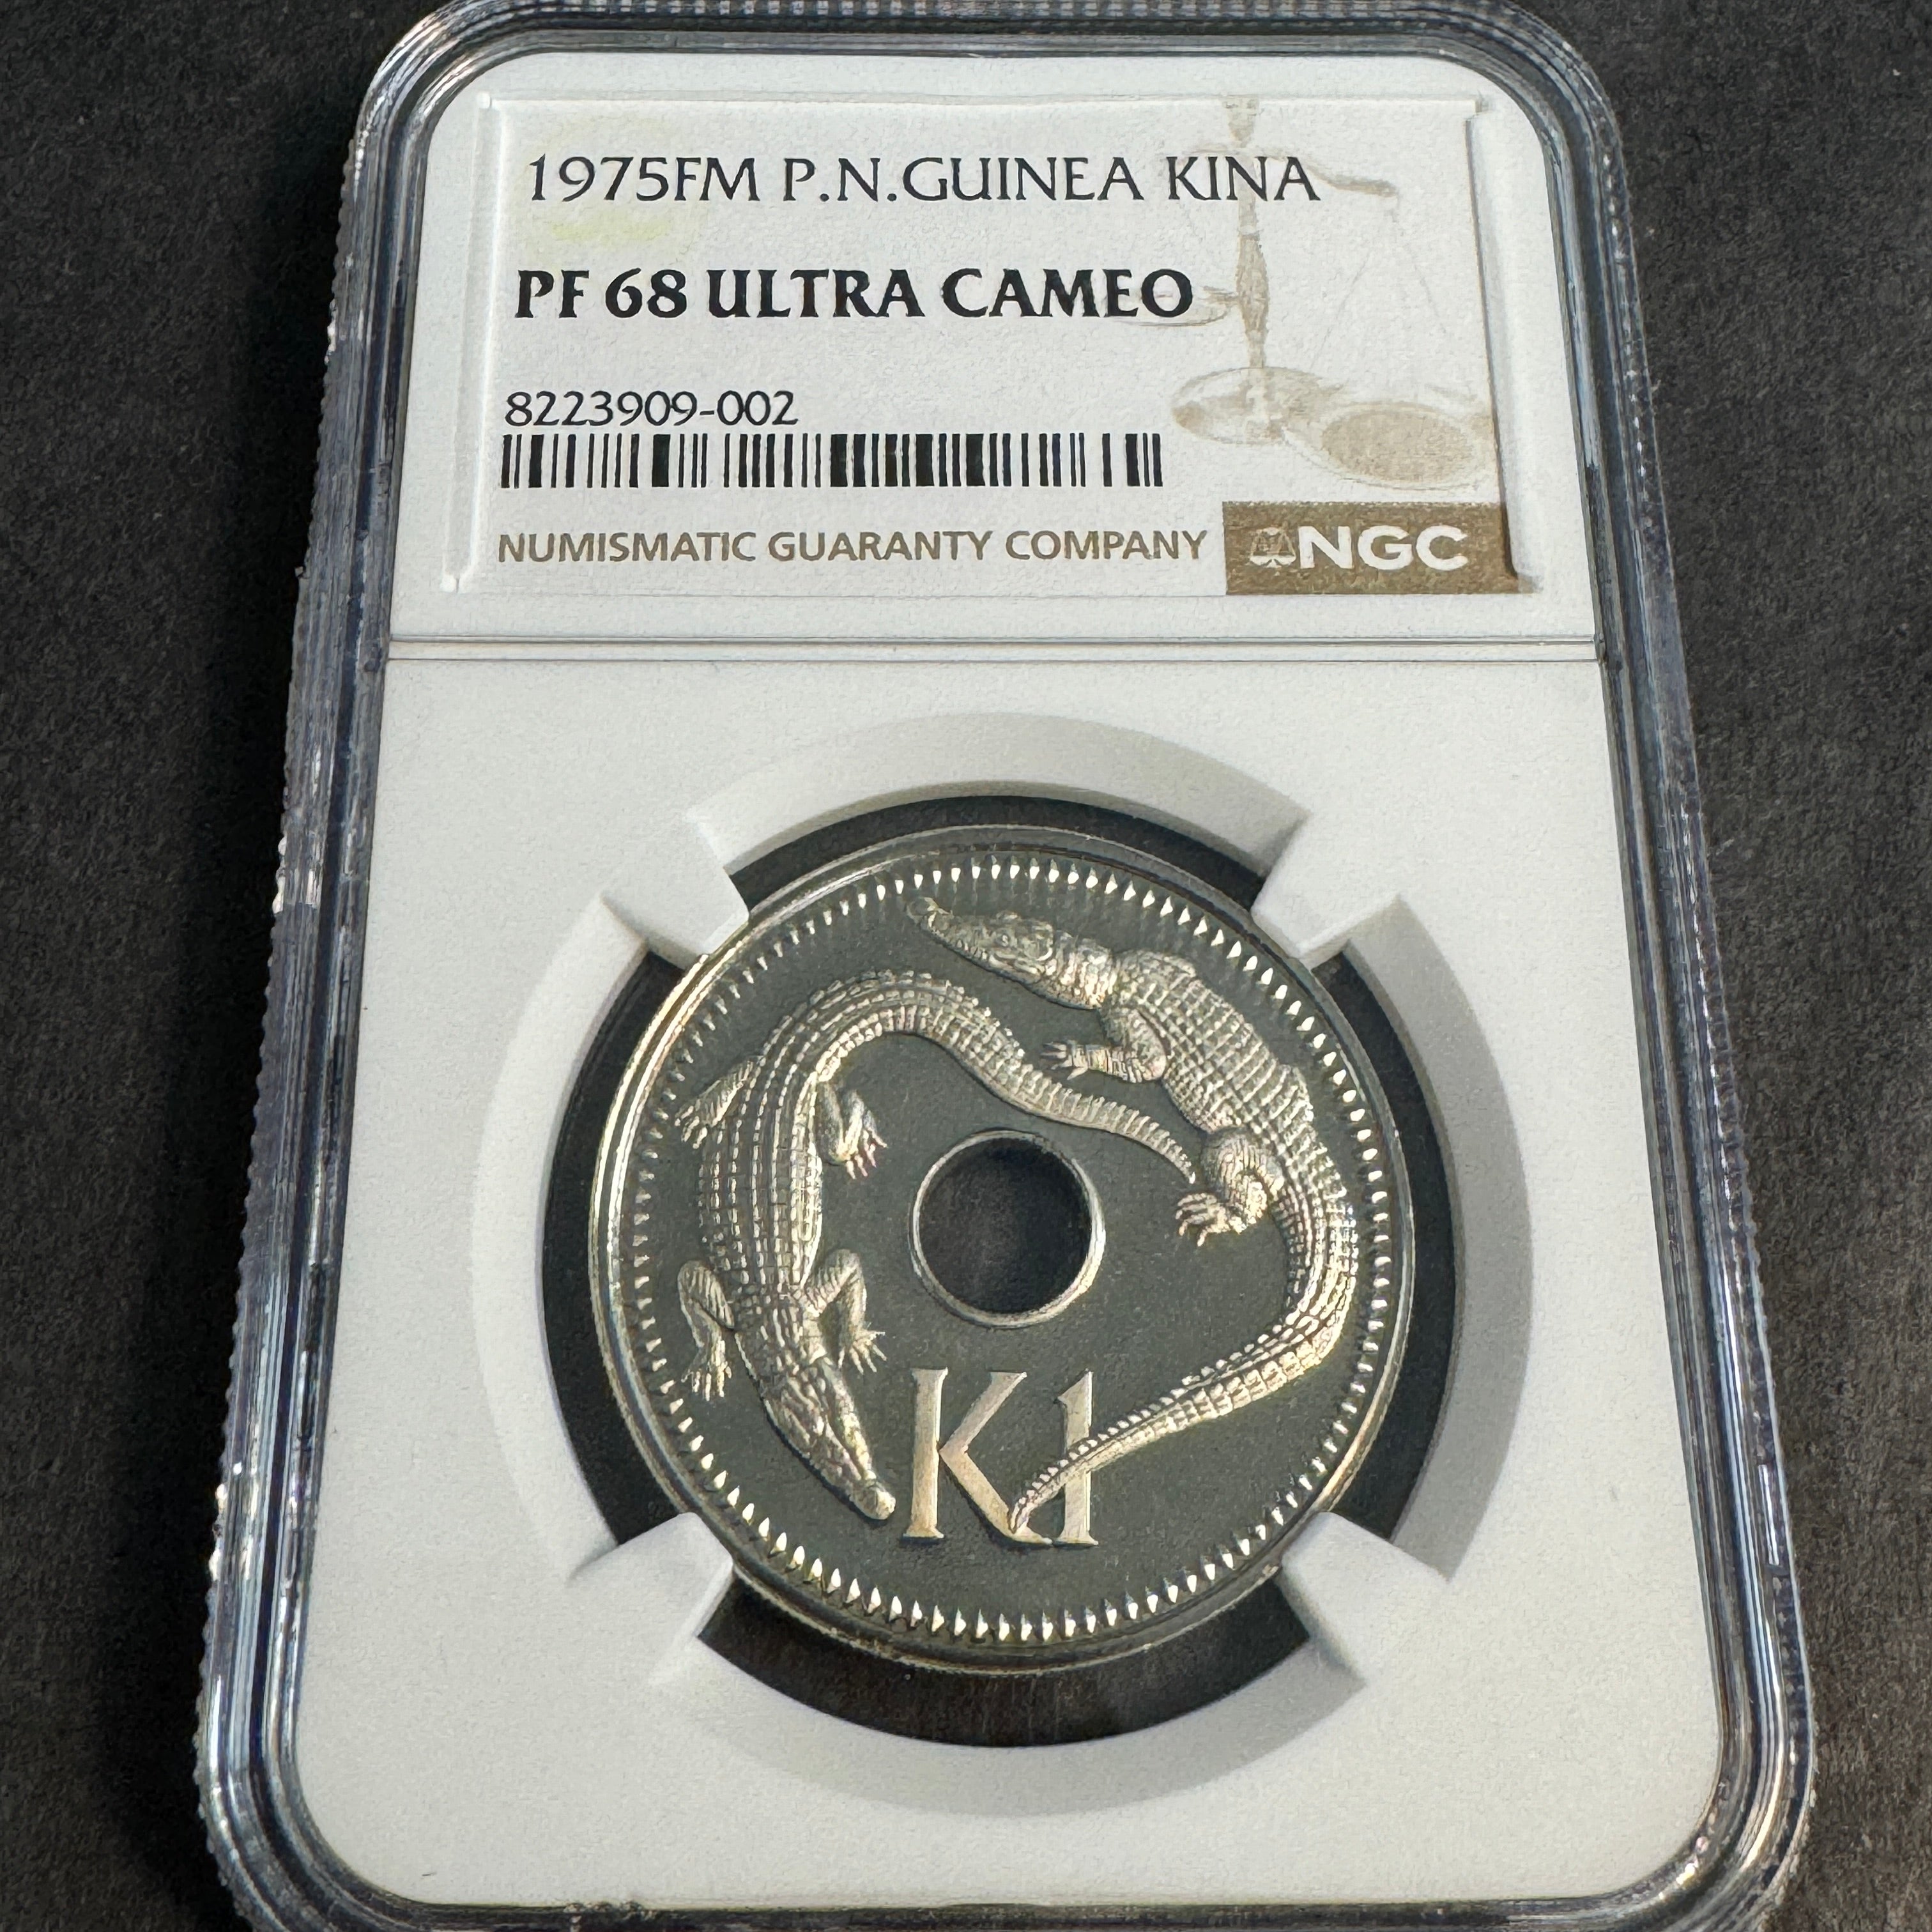 1975FM P.N.GUINEA KINA
PF 68 ULTRA CAMEO
8223909-002
NUMISMATIC GUARANTY COMPANY NGC
K1